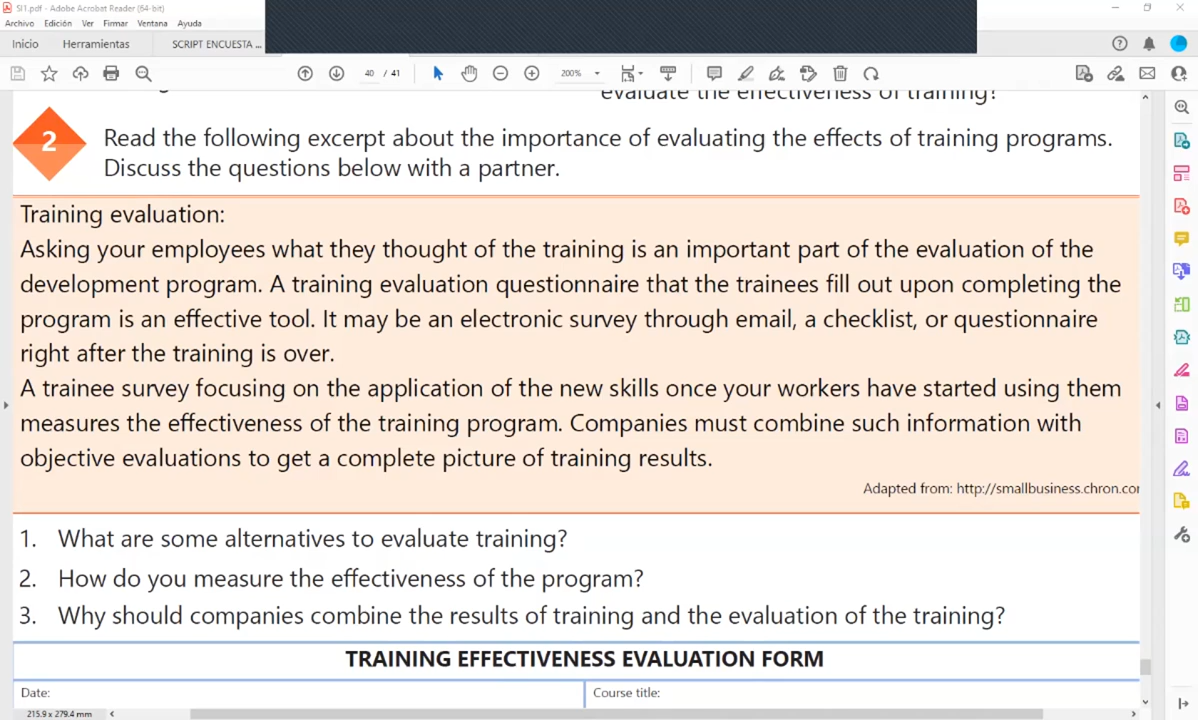 SI1.pdf - Adobe Acrobat Reader (64-bit)
Archivo Edición Ver Firmar Ventana Ayuda
Inicio Herramientas SCRIPT ENCUESTA ...
40 / 41 200%
evaluate the effectiveness of training?
2
Read the following excerpt about the importance of evaluating the effects of training programs.
Discuss the questions below with a partner.
Training evaluation:
Asking your employees what they thought of the training is an important part of the evaluation of the
development program. A training evaluation questionnaire that the trainees fill out upon completing the
program is an effective tool. It may be an electronic survey through email, a checklist, or questionnaire
right after the training is over.
A trainee survey focusing on the application of the new skills once your workers have started using them
measures the effectiveness of the training program. Companies must combine such information with
objective evaluations to get a complete picture of training results.
Adapted from: http://smallbusiness.chron.cor
1. What are some alternatives to evaluate training?
2. How do you measure the effectiveness of the program?
3. Why should companies combine the results of training and the evaluation of the training?
TRAINING EFFECTIVENESS EVALUATION FORM
Date: Course title:
215.9 x 279.4 mm